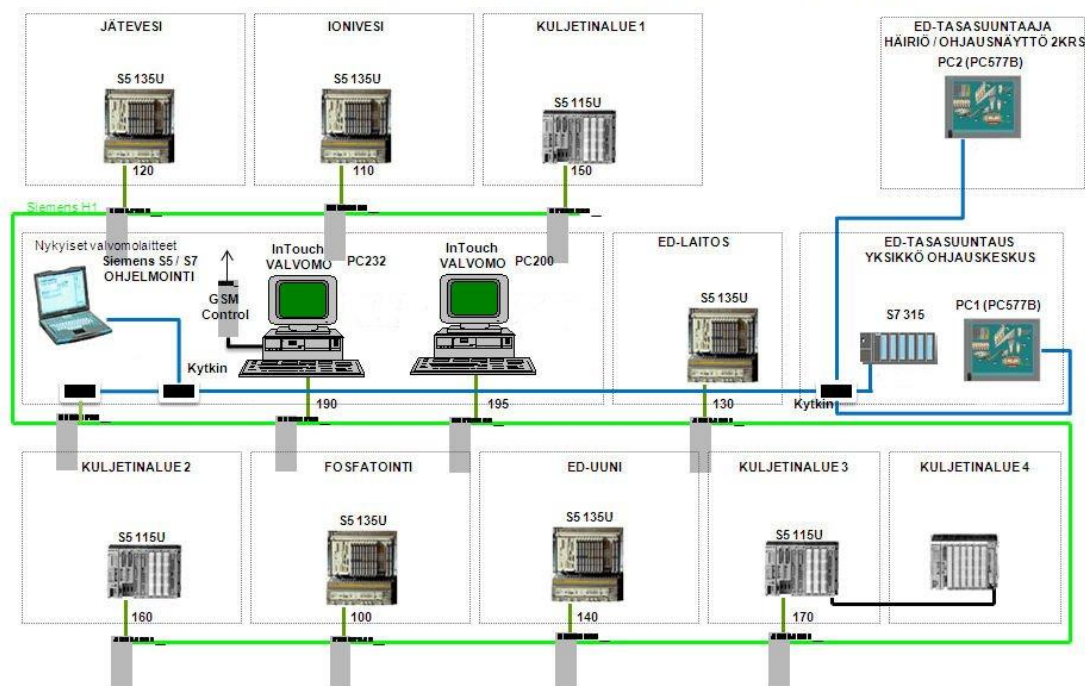 JÄTEVESI
S5 135U
120
IONIVESI
S5 135U
110
KULJETINALUE 1
S5 115U
150
ED-TASASUUNTAAJA
HÄIRIÖ / OHJAUSNÄYTTÖ 2KRS
PC2 (PC577B)
Siemens H1
Nykyiset valvomolaitteet
Siemens S5 / S7
OHJELMOINTI
GSM
Control
InTouch
VALVOMO
PC232
InTouch
VALVOMO
PC200
Kytkin
190
195
ED-LAITOS
S5 135U
130
ED-TASASUUNTAUS
YKSIKKÖ OHJAUSKESKUS
S7 315
PC1 (PC577B)
Kytkin
KULJETINALUE 2
S5 115U
160
FOSFATOINTI
S5 135U
100
ED-UUNI
S5 135U
140
KULJETINALUE 3
S5 115U
170
KULJETINALUE 4